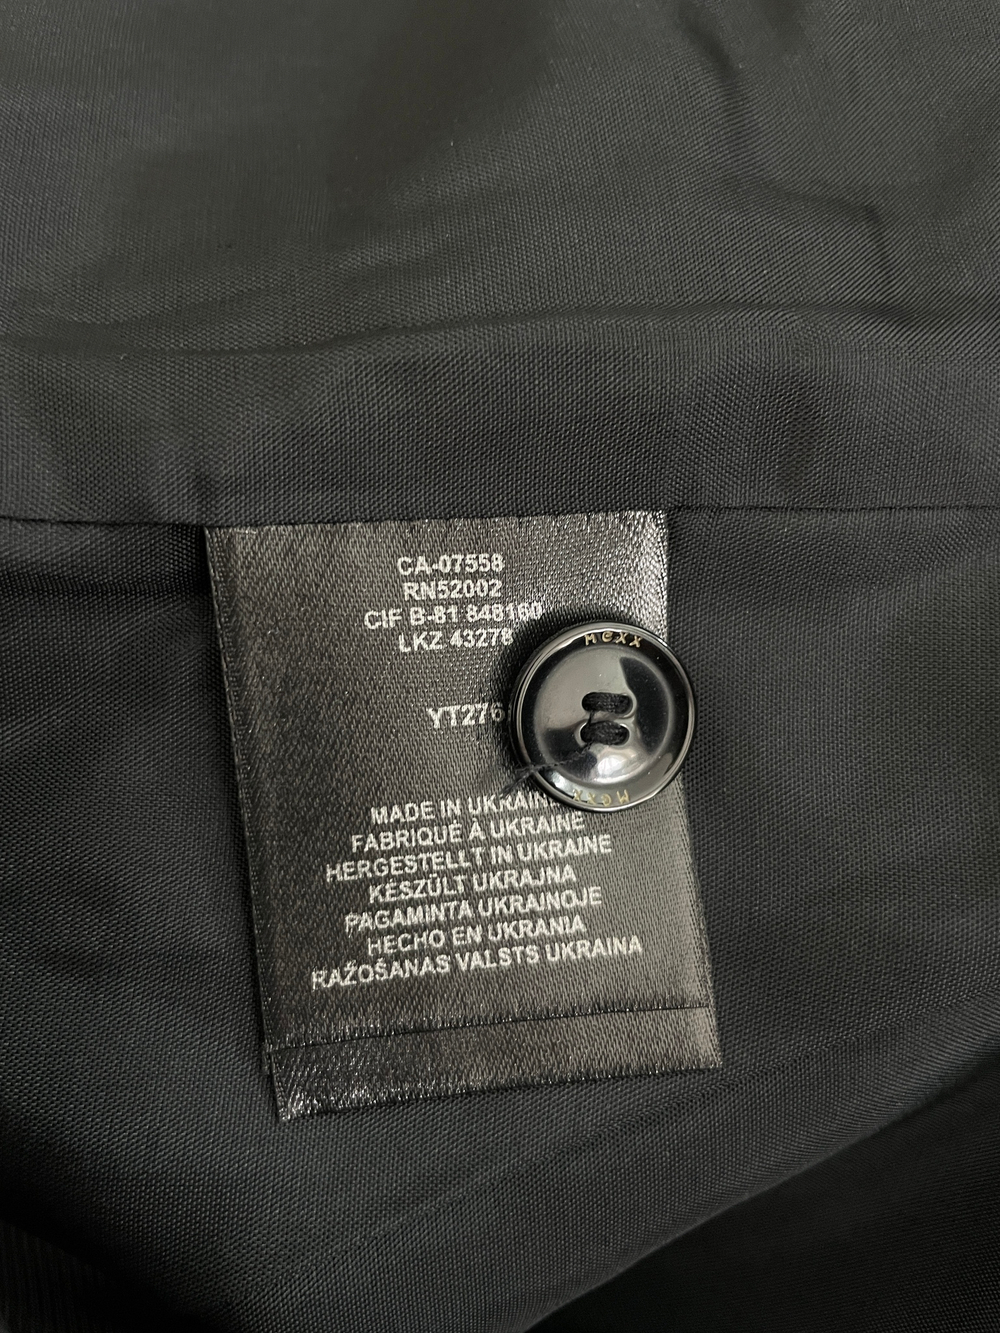 CA-07558
RN52002
CIF B-81 848160
LKZ 43278
mexx
YT276
mexx
MADE IN UKRAIN
FABRIQUÉ À UKRAINE
HERGESTELLT IN UKRAINE
KÉSZÜLT UKRAJNA
PAGAMINTA UKRAINOJE
HECHO EN UKRANIA
RAŽOŠANAS VALSTS UKRAINA